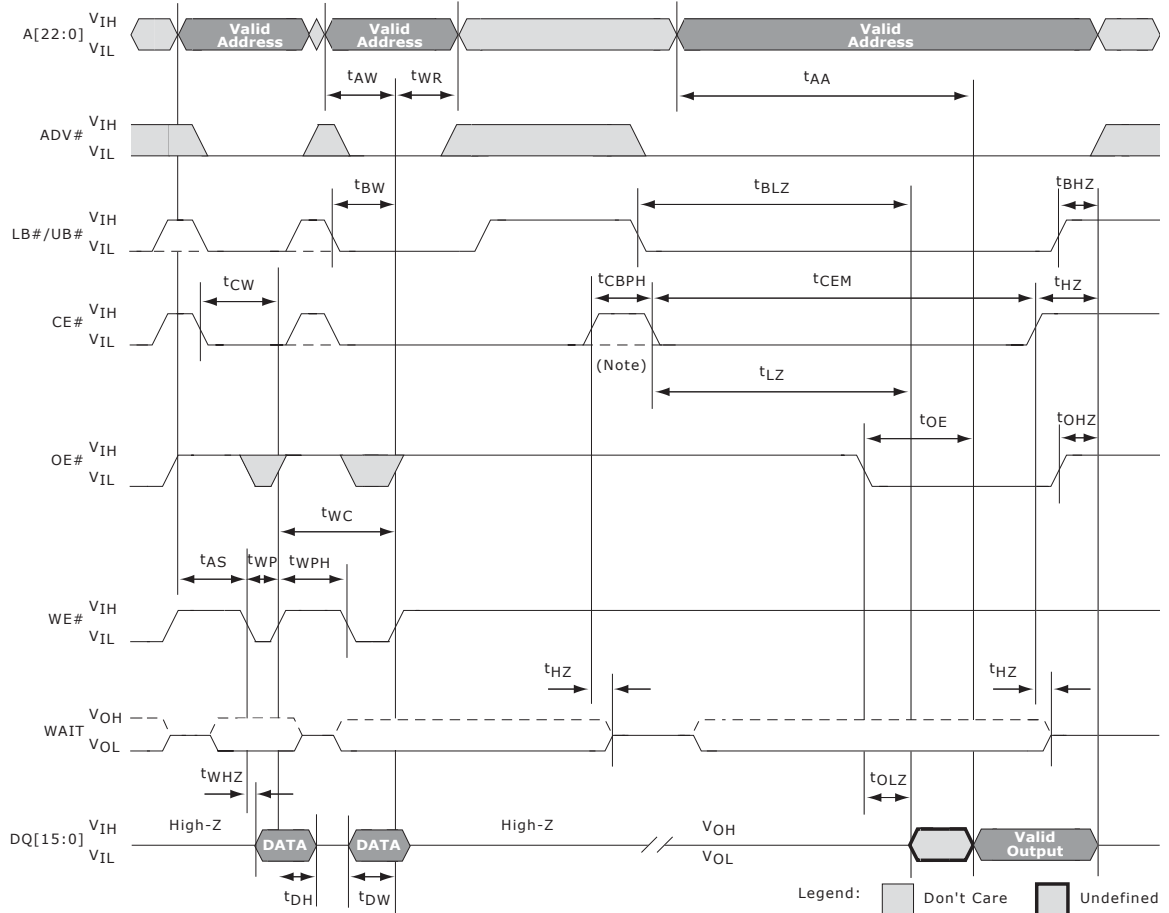 A[22:0] VIH VIL
Valid Address
Valid Address
Valid Address
tAW
tWR
tAA
ADV# VIH VIL
tBW
tBLZ
tBHZ
LB#/UB# VIH VIL
tCW
tCBPH
tCEM
tHZ
CE# VIH VIL
(Note)
tLZ
tOE
tOHZ
OE# VIH VIL
tWC
tAS
tWP
tWPH
WE# VIH VIL
tHZ
tHZ
WAIT VOH VOL
tWHZ
tOLZ
DQ[15:0] VIH VIL
High-Z
DATA
DATA
High-Z
VOH
VOL
Valid Output
tDH
tDW
Legend: Don't Care Undefined